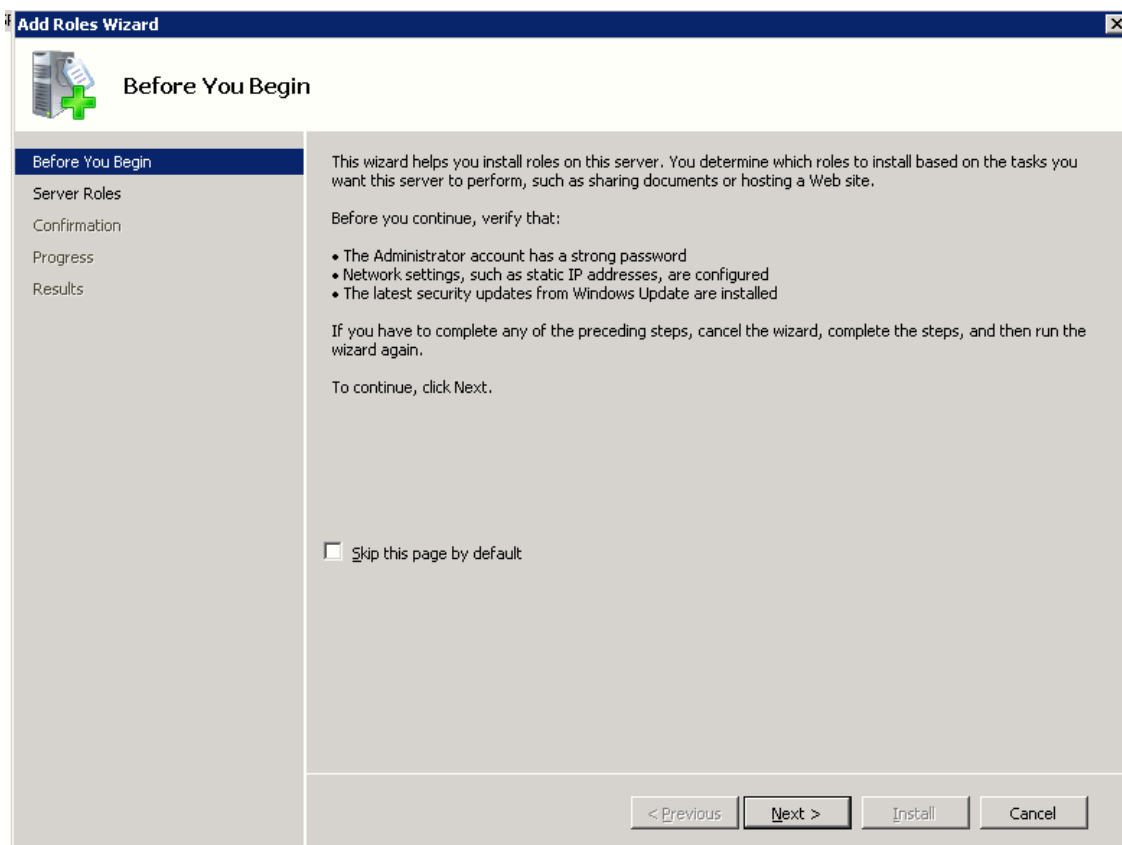 Add Roles Wizard
Before You Begin
Before You Begin
Server Roles
Confirmation
Progress
Results
This wizard helps you install roles on this server. You determine which roles to install based on the tasks you
want this server to perform, such as sharing documents or hosting a Web site.
Before you continue, verify that:
• The Administrator account has a strong password
• Network settings, such as static IP addresses, are configured
• The latest security updates from Windows Update are installed
If you have to complete any of the preceding steps, cancel the wizard, complete the steps, and then run the
wizard again.
To continue, click Next.
Skip this page by default
< Previous
Next >
Install
Cancel